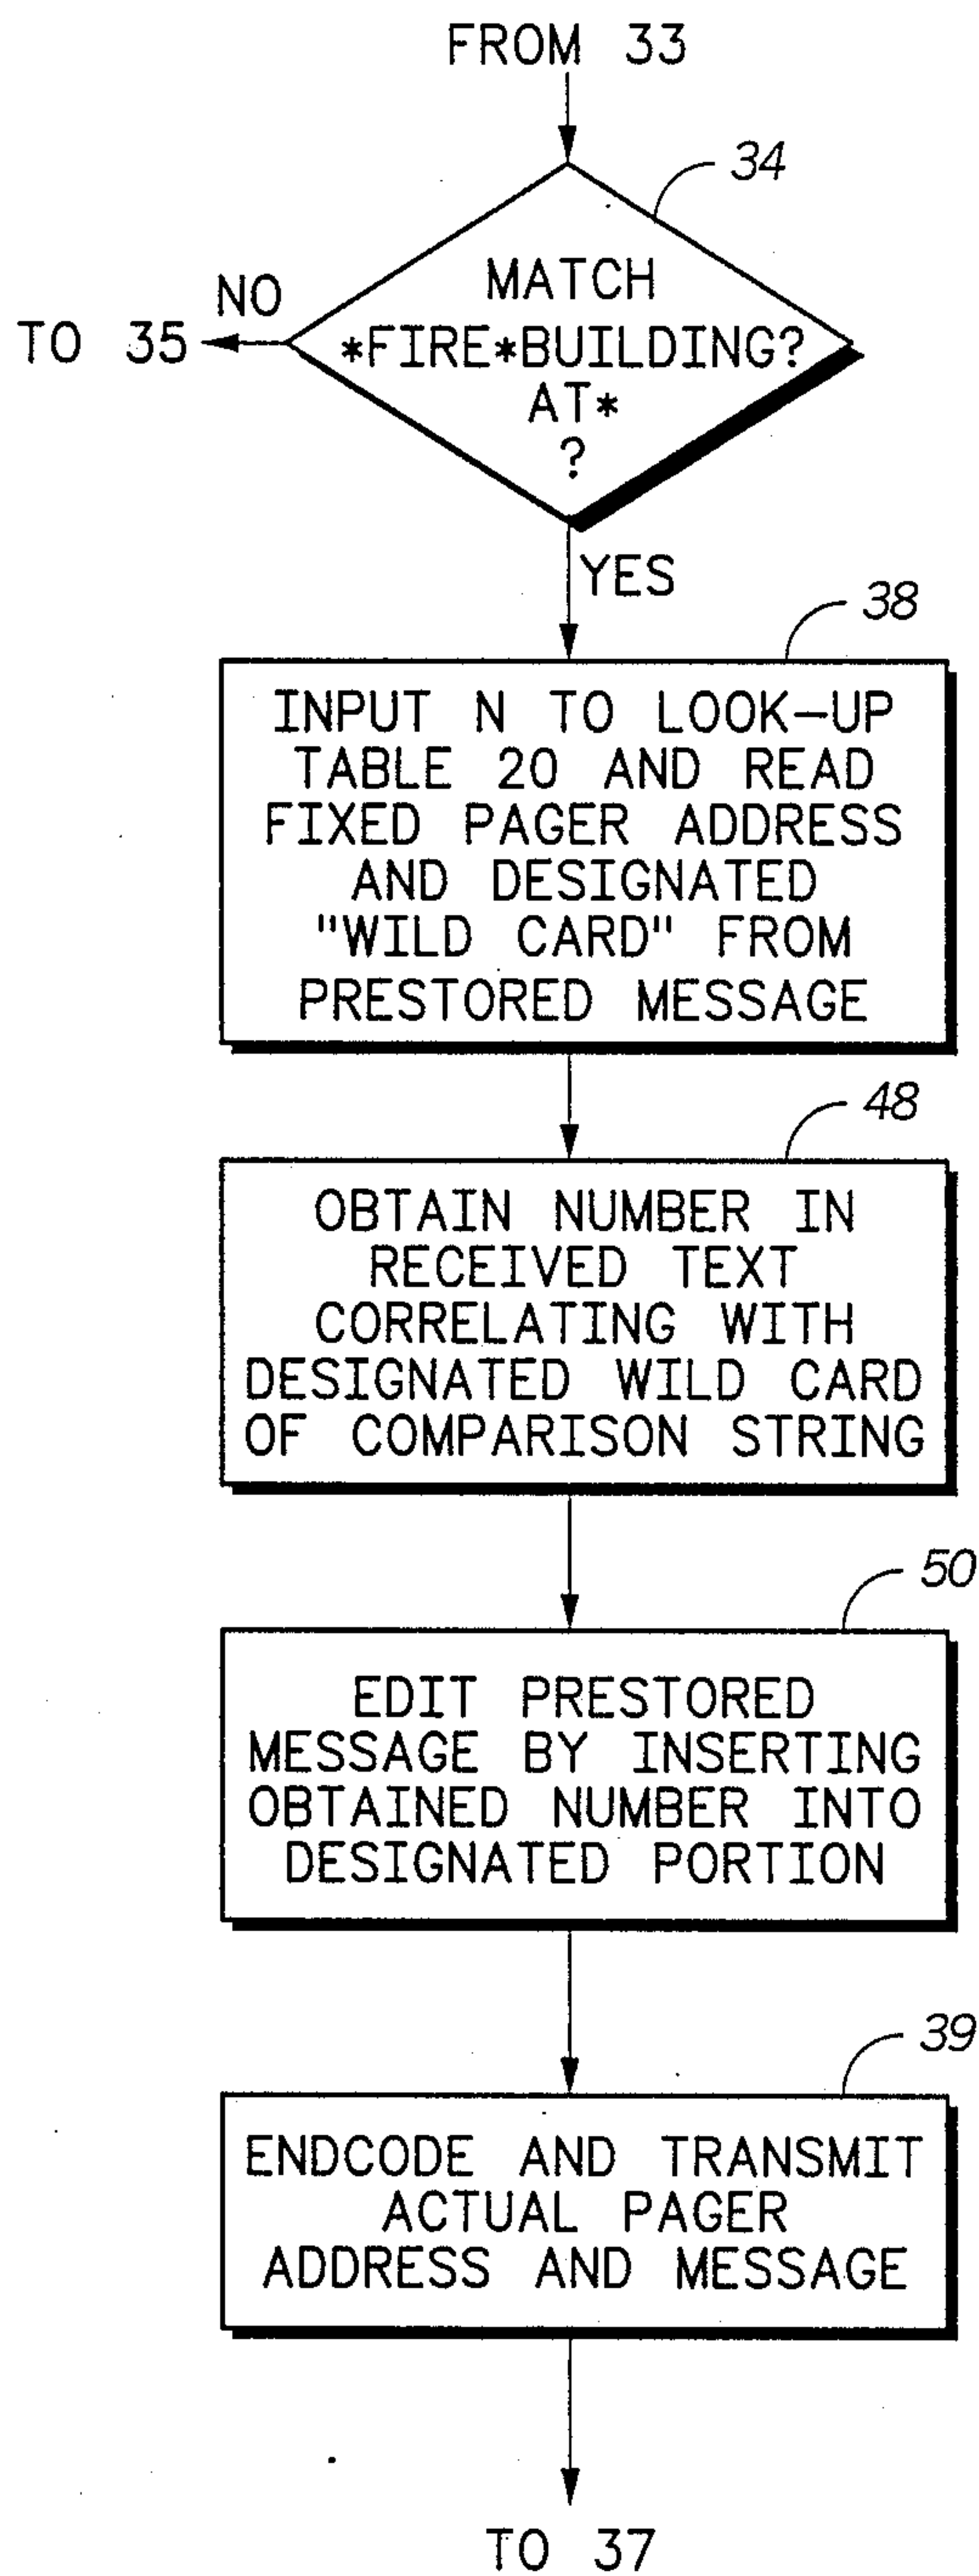 FROM 33
34
MATCH
*FIRE*BUILDING?
AT*
?
NO
TO 35
YES
38
INPUT N TO LOOK-UP
TABLE 20 AND READ
FIXED PAGER ADDRESS
AND DESIGNATED
"WILD CARD" FROM
PRESTORED MESSAGE
48
OBTAIN NUMBER IN
RECEIVED TEXT
CORRELATING WITH
DESIGNATED WILD CARD
OF COMPARISON STRING
50
EDIT PRESTORED
MESSAGE BY INSERTING
OBTAINED NUMBER INTO
DESIGNATED PORTION
39
ENDCODE AND TRANSMIT
ACTUAL PAGER
ADDRESS AND MESSAGE
TO 37